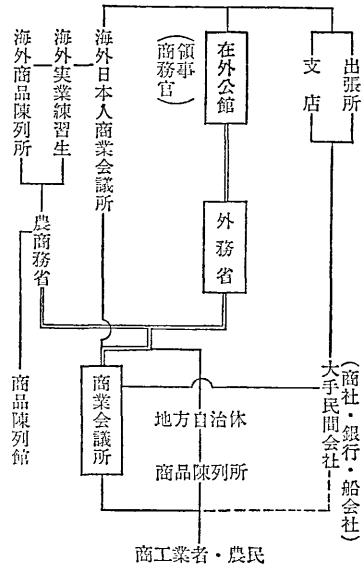 出張所
支店
在外公館
(領事
商務官)
海外日本人商業会議所
海外実業練習生
海外商品陳列所
外務省
農商務省
(商社・銀行・船会社)
大手民間会社
商業会議所
地方自治体
商品陳列所
商品陳列館
商工業者・農民